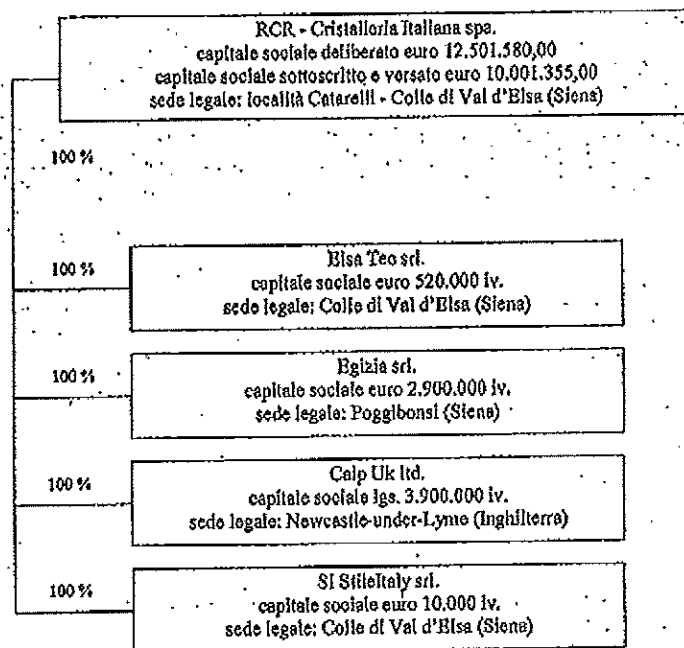 RCR - Cristalleria Italiana spa.
capitale sociale deliberato euro 12.501.580,00
capitale sociale sottoscritto e versato euro 10.001.355,00
sede legale: località Catarelli - Colle di Val d'Elsa (Siena)
100 %
100 %
Elsa Tec srl.
capitale sociale euro 520.000 iv.
sede legale: Colle di Val d'Elsa (Siena)
100 %
Egizia srl.
capitale sociale euro 2.900.000 iv.
sede legale: Poggibonsi (Siena)
100 %
Calp Uk ltd.
capitale sociale lgs. 3.900.000 iv.
sede legale: Newcastle-under-Lyme (Inghilterra)
100 %
SI StileItaly srl.
capitale sociale euro 10.000 iv.
sede legale: Colle di Val d'Elsa (Siena)